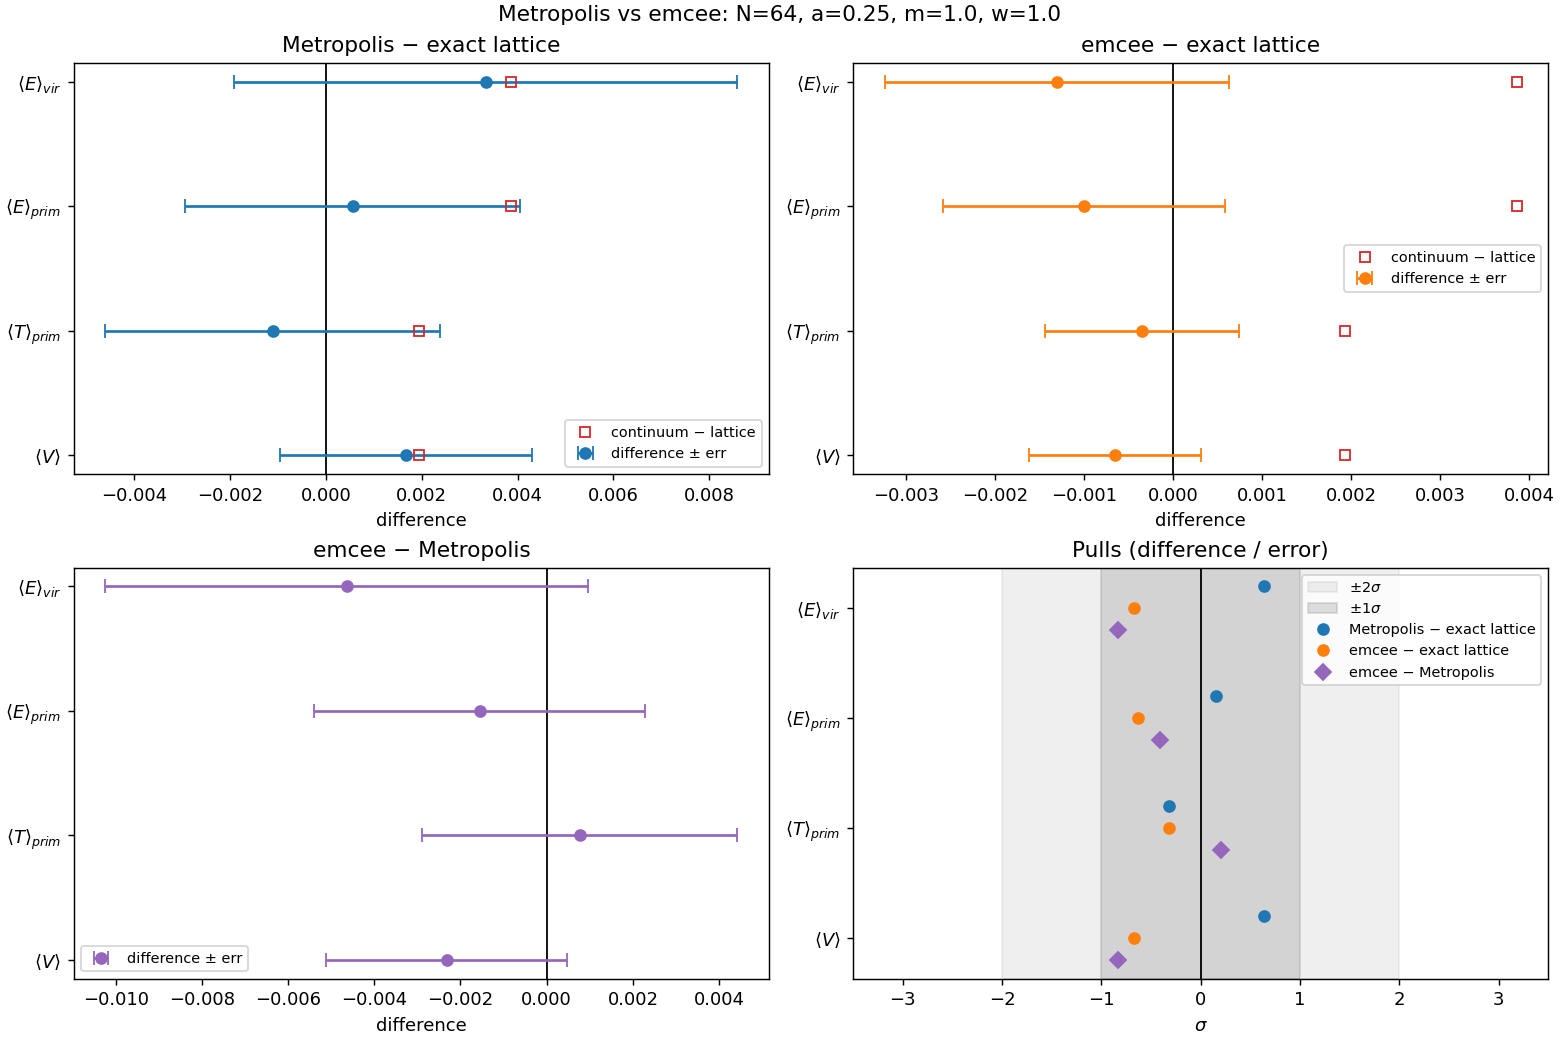 Metropolis vs emcee: N=64, a=0.25, m=1.0, w=1.0
Metropolis − exact lattice
⟨E⟩vir
⟨E⟩prim
⟨T⟩prim
⟨V⟩
continuum − lattice
difference ± err
−0.004 −0.002 0.000 0.002 0.004 0.006 0.008
difference
emcee − exact lattice
⟨E⟩vir
⟨E⟩prim
⟨T⟩prim
⟨V⟩
continuum − lattice
difference ± err
−0.003 −0.002 −0.001 0.000 0.001 0.002 0.003 0.004
difference
emcee − Metropolis
⟨E⟩vir
⟨E⟩prim
⟨T⟩prim
⟨V⟩
difference ± err
−0.010 −0.008 −0.006 −0.004 −0.002 0.000 0.002 0.004
difference
Pulls (difference / error)
⟨E⟩vir
⟨E⟩prim
⟨T⟩prim
⟨V⟩
±2σ
±1σ
Metropolis − exact lattice
emcee − exact lattice
emcee − Metropolis
−3 −2 −1 0 1 2 3
σ